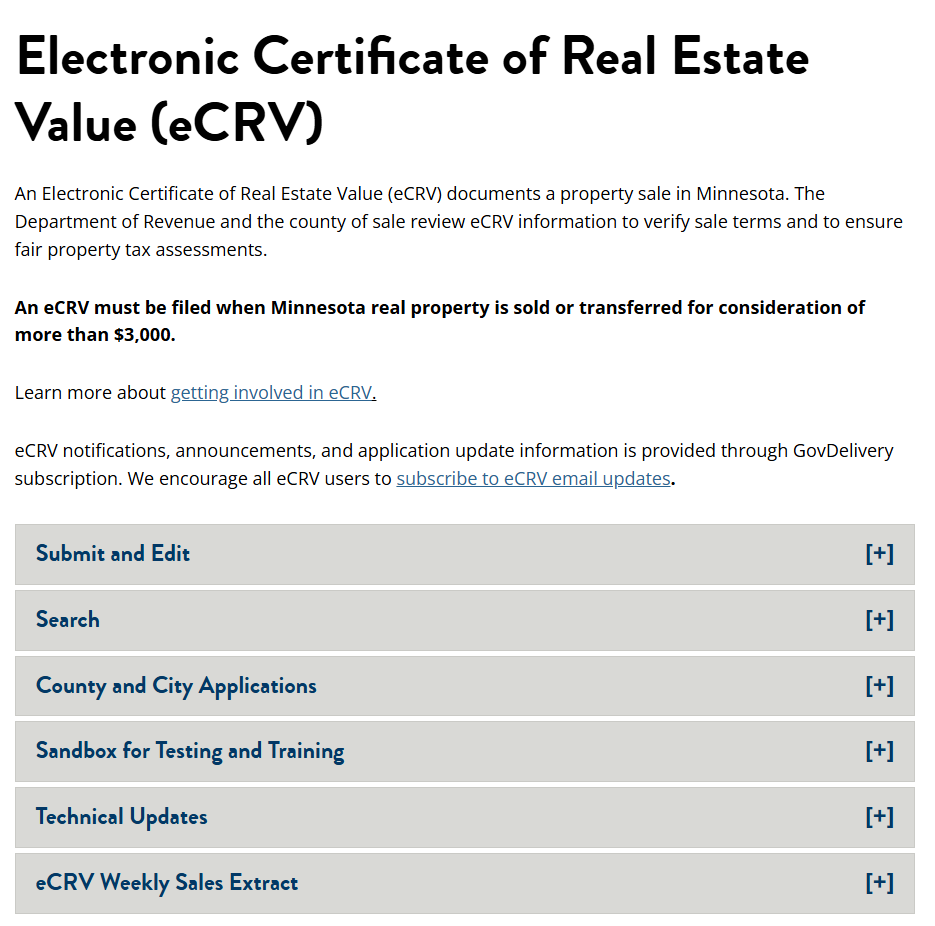 Electronic Certificate of Real Estate
Value (eCRV)
An Electronic Certificate of Real Estate Value (eCRV) documents a property sale in Minnesota. The
Department of Revenue and the county of sale review eCRV information to verify sale terms and to ensure
fair property tax assessments.
An eCRV must be filed when Minnesota real property is sold or transferred for consideration of
more than $3,000.
Learn more about getting involved in eCRV.
eCRV notifications, announcements, and application update information is provided through GovDelivery
subscription. We encourage all eCRV users to subscribe to eCRV email updates.
Submit and Edit [+]
Search [+]
County and City Applications [+]
Sandbox for Testing and Training [+]
Technical Updates [+]
eCRV Weekly Sales Extract [+]